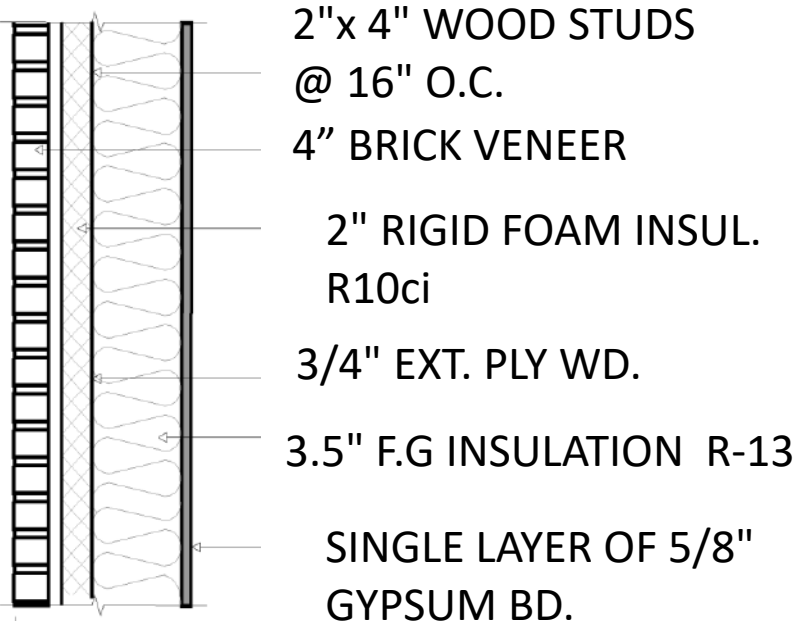 2"x 4" WOOD STUDS
@ 16" O.C.
4” BRICK VENEER
2" RIGID FOAM INSUL.
R10ci
3/4" EXT. PLY WD.
3.5" F.G INSULATION  R-13
SINGLE LAYER OF 5/8"
GYPSUM BD.